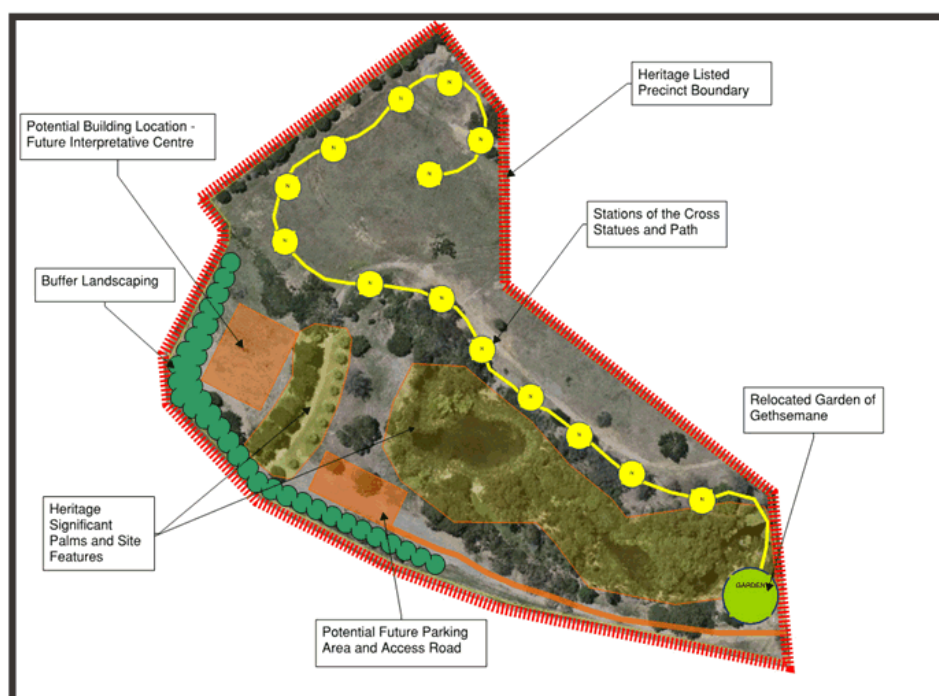 Heritage Listed
Precinct Boundary
Potential Building Location -
Future Interpretative Centre
Stations of the Cross
Statues and Path
Buffer Landscaping
Relocated Garden of
Gethsemane
Heritage
Significant
Palms and Site
Features
GARDEN
Potential Future Parking
Area and Access Road